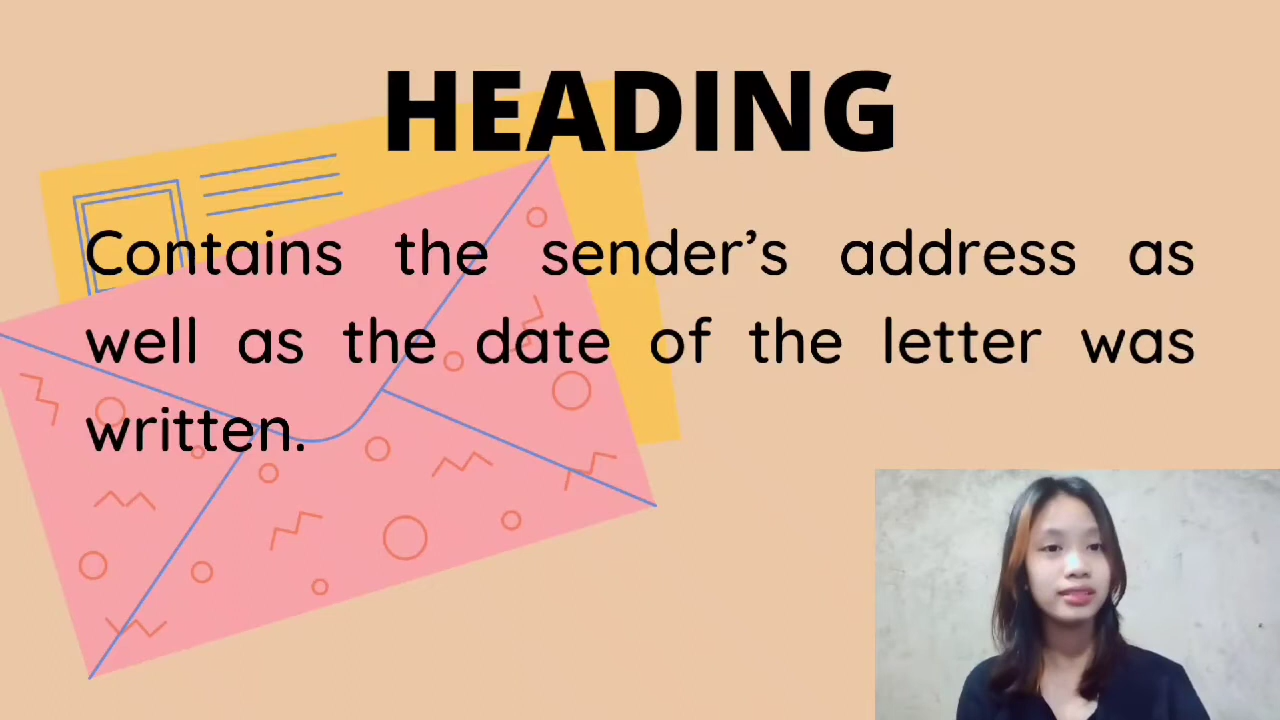 HEADING
Contains the sender’s address as
well as the date of the letter was
written.